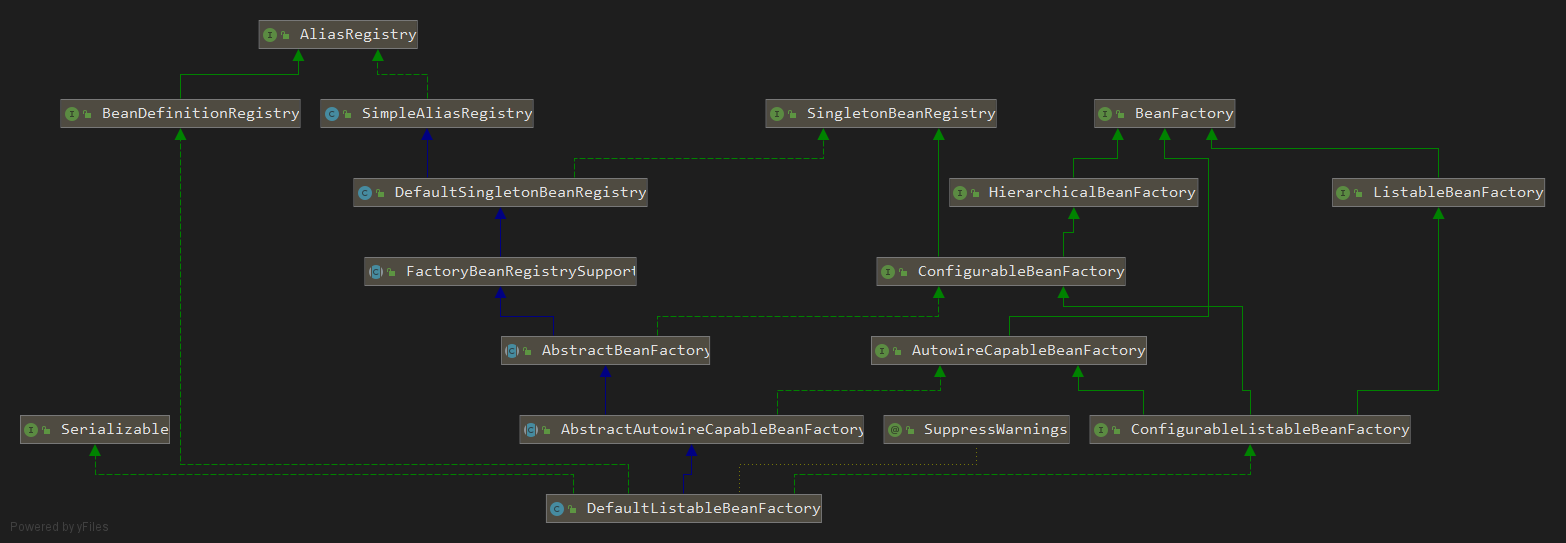 AliasRegistry
BeanDefinitionRegistry
SimpleAliasRegistry
SingletonBeanRegistry
BeanFactory
DefaultSingletonBeanRegistry
HierarchicalBeanFactory
ListableBeanFactory
FactoryBeanRegistrySupport
ConfigurableBeanFactory
AbstractBeanFactory
AutowireCapableBeanFactory
Serializable
AbstractAutowireCapableBeanFactory
SuppressWarnings
ConfigurableListableBeanFactory
DefaultListableBeanFactory
Powered by yFiles